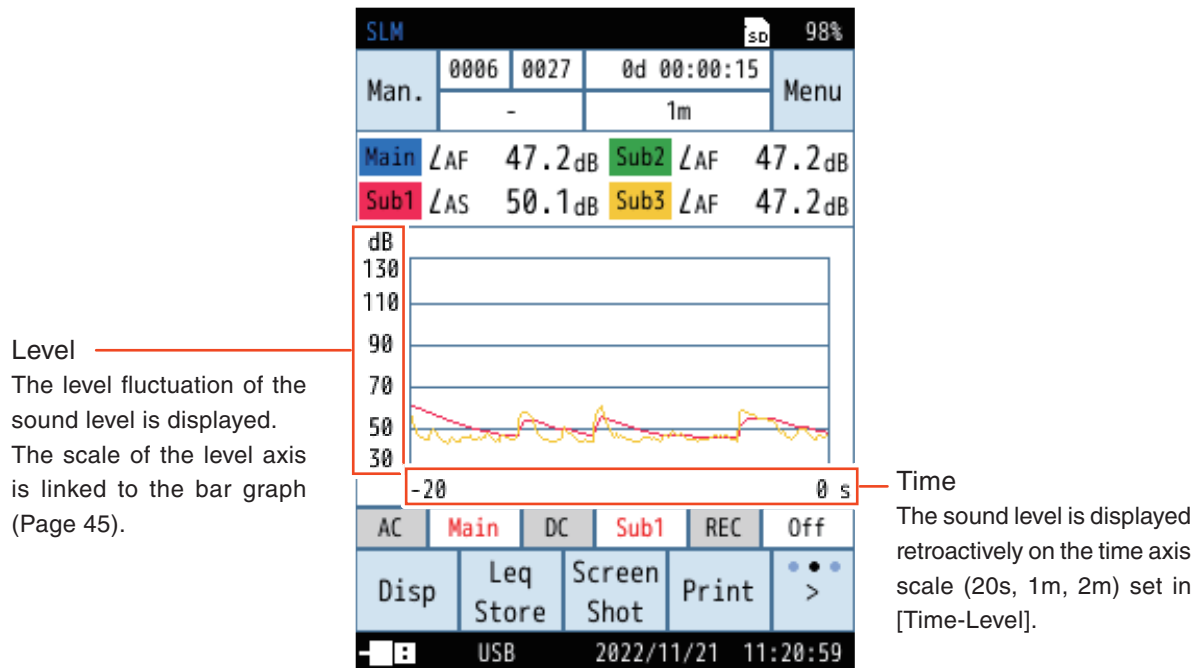 SLM SD 98%
Man. 0006 0027 0d 00:00:15 Menu
- 1m
Main LAF 47.2dB Sub2 LAF 47.2dB
Sub1 LAS 50.1dB Sub3 LAF 47.2dB
dB
130
110
90
70
50
30
-20 0 s
AC Main DC Sub1 REC Off
Disp Leq Store Screen Shot Print >
USB 2022/11/21 11:20:59
Level
The level fluctuation of the
sound level is displayed.
The scale of the level axis
is linked to the bar graph
(Page 45).
Time
The sound level is displayed
retroactively on the time axis
scale (20s, 1m, 2m) set in
[Time-Level].